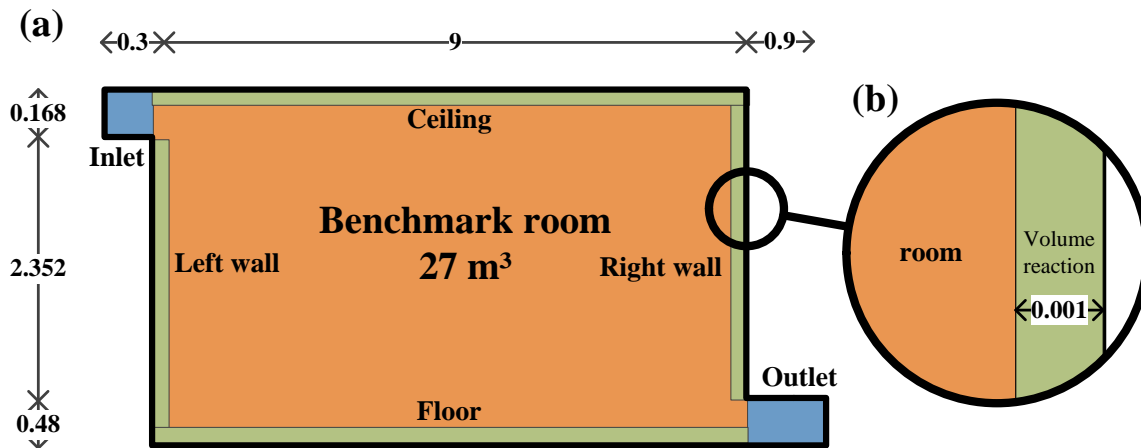 (a)
0.3
9
0.9
0.168
Ceiling
(b)
Inlet
Benchmark room
27 m³
2.352
Left wall
Right wall
room
Volume
reaction
0.001
Outlet
Floor
0.48